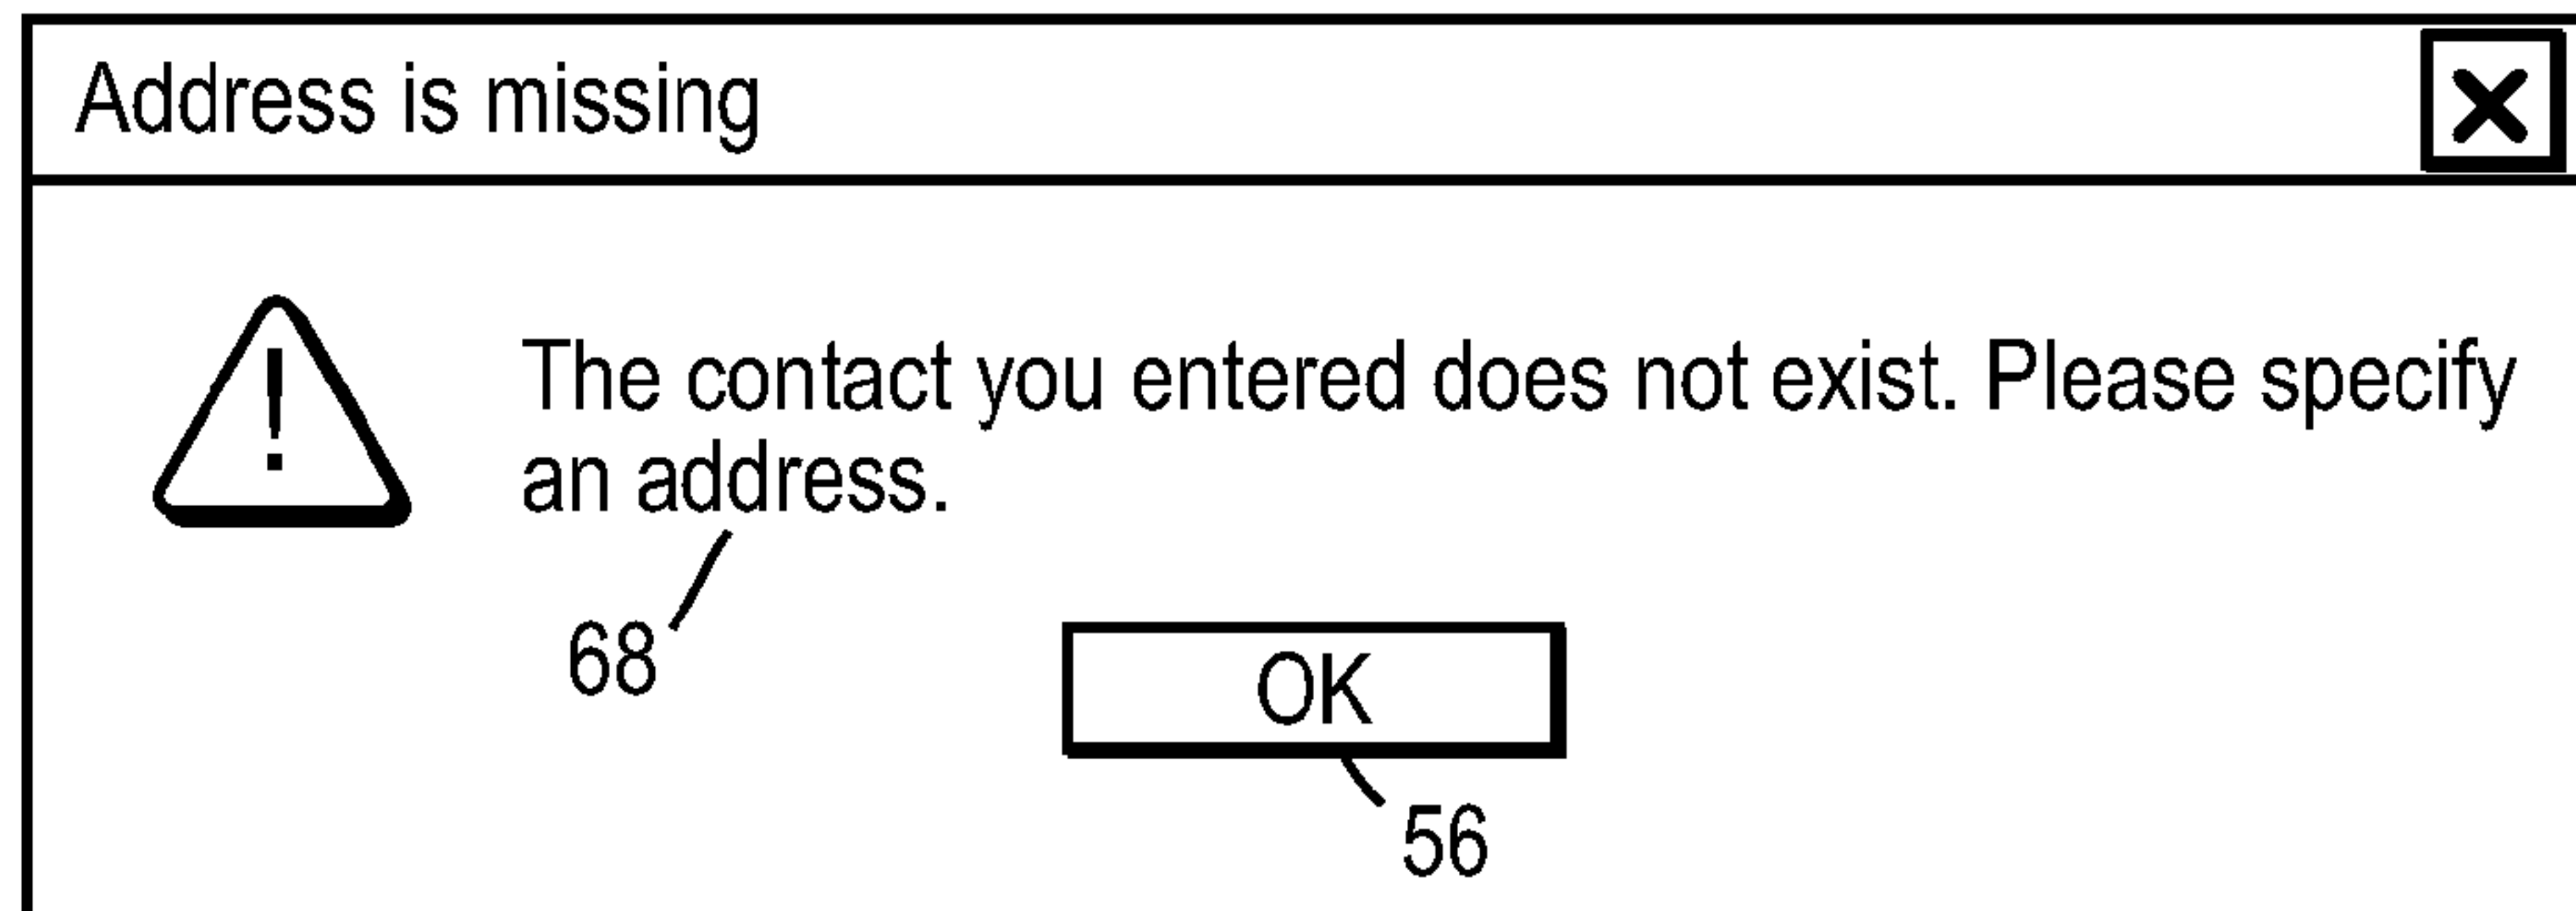 Address is missing
!
The contact you entered does not exist. Please specify
an address.
68
OK
56